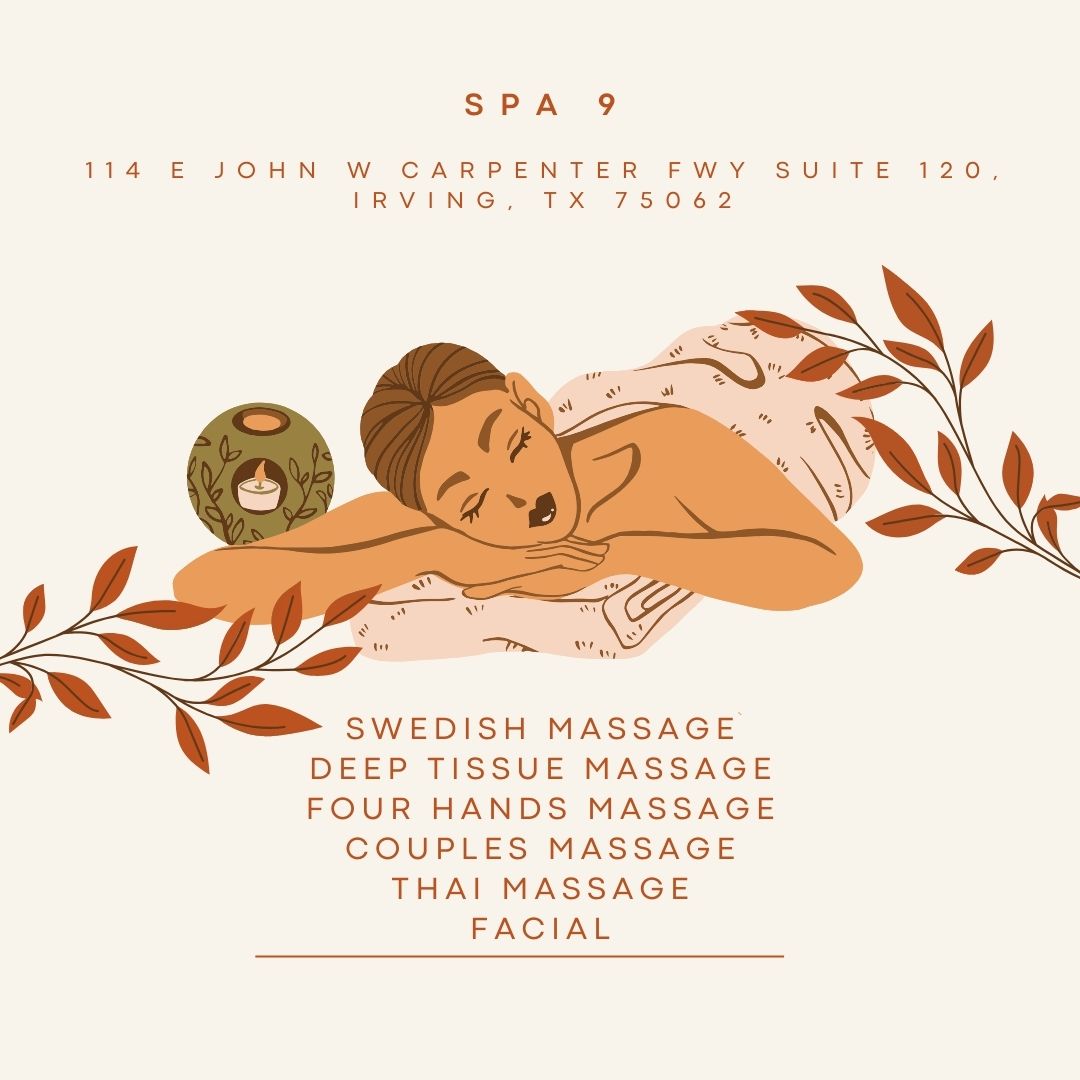 SPA 9
114 E JOHN W CARPENTER FWY SUITE 120,
IRVING, TX 75062
SWEDISH MASSAGE`
DEEP TISSUE MASSAGE
FOUR HANDS MASSAGE
COUPLES MASSAGE
THAI MASSAGE
FACIAL